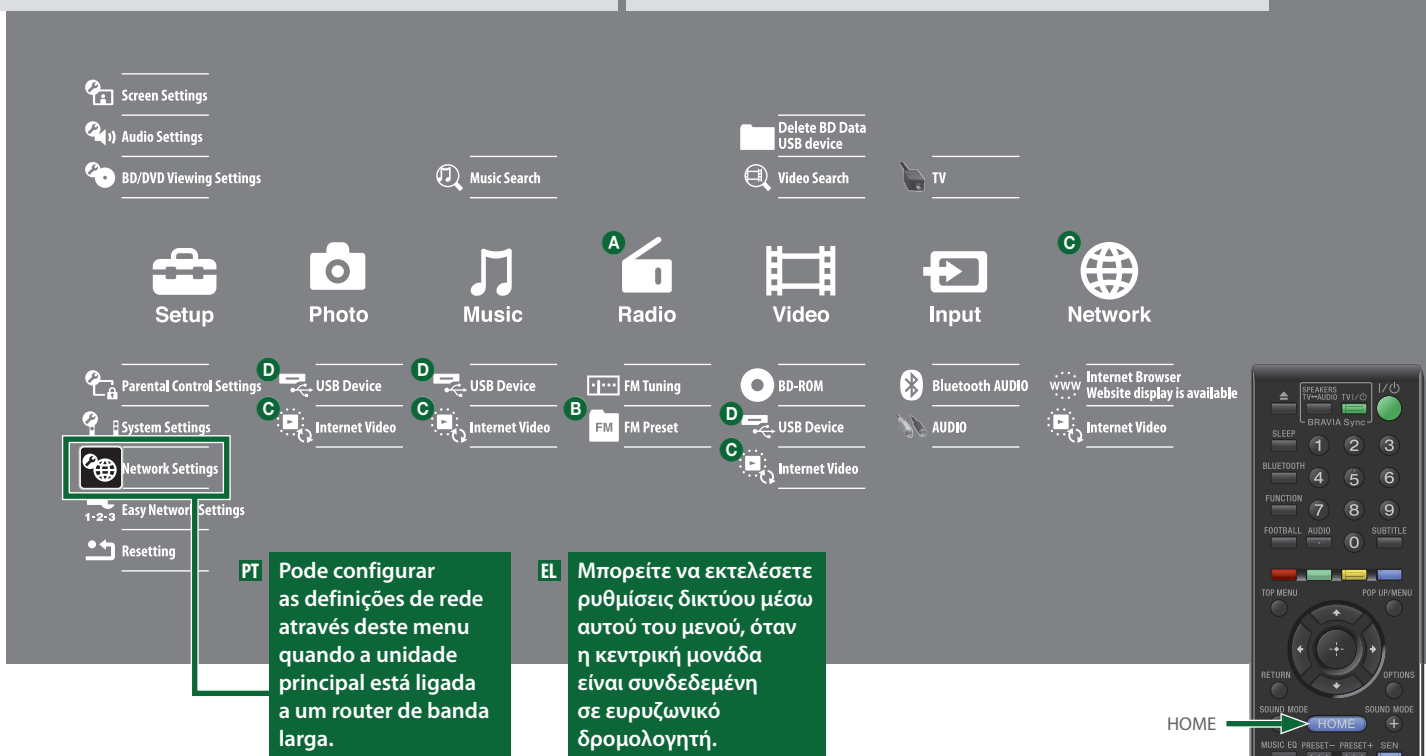 Screen Settings
Audio Settings
BD/DVD Viewing Settings
Music Search
Delete BD Data
USB device
Video Search
TV
A
C
Setup
Photo
Music
Radio
Video
Input
Network
Parental Control Settings
System Settings
Network Settings
1-2-3 Easy Network Settings
Resetting
D USB Device
C Internet Video
D USB Device
C Internet Video
FM Tuning
B FM FM Preset
BD-ROM
D USB Device
C Internet Video
Bluetooth AUDIO
AUDIO
www Internet Browser
Website display is available
Internet Video
PT Pode configurar
as definições de rede
através deste menu
quando a unidade
principal está ligada
a um router de banda
larga.
EL Μπορείτε να εκτελέσετε
ρυθμίσεις δικτύου μέσω
αυτού του μενού, όταν
η κεντρική μονάδα
είναι συνδεδεμένη
σε ευρυζωνικό
δρομολογητή.
SPEAKERS
TV↔AUDIO TV I/⏻ I/⏻
BRAVIA Sync
SLEEP
1 2 3
BLUETOOTH
4 5 6
FUNCTION
7 8 9
FOOTBALL AUDIO 0 SUBTITLE
TOP MENU POP UP/MENU
RETURN OPTIONS
SOUND MODE SOUND MODE
HOME HOME +
MUSIC EQ PRESET– PRESET+ SEN